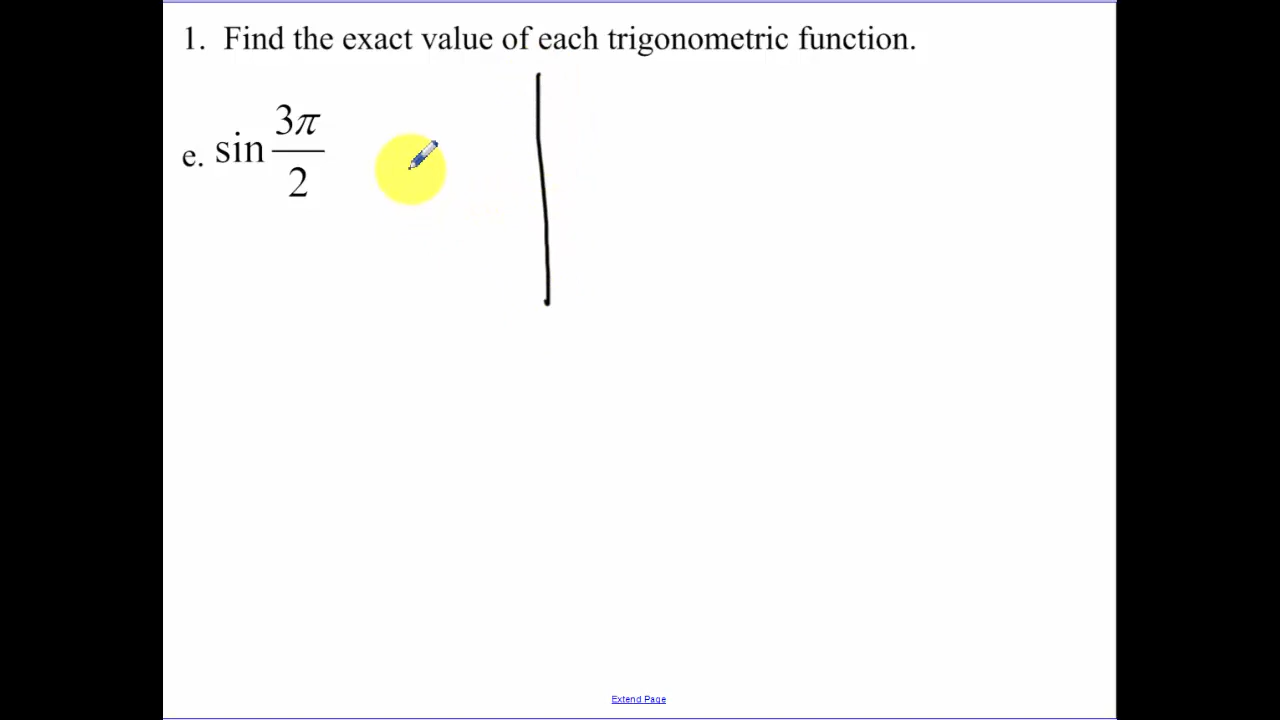 1. Find the exact value of each trigonometric function.
e. sin 3π/2
Extend Page